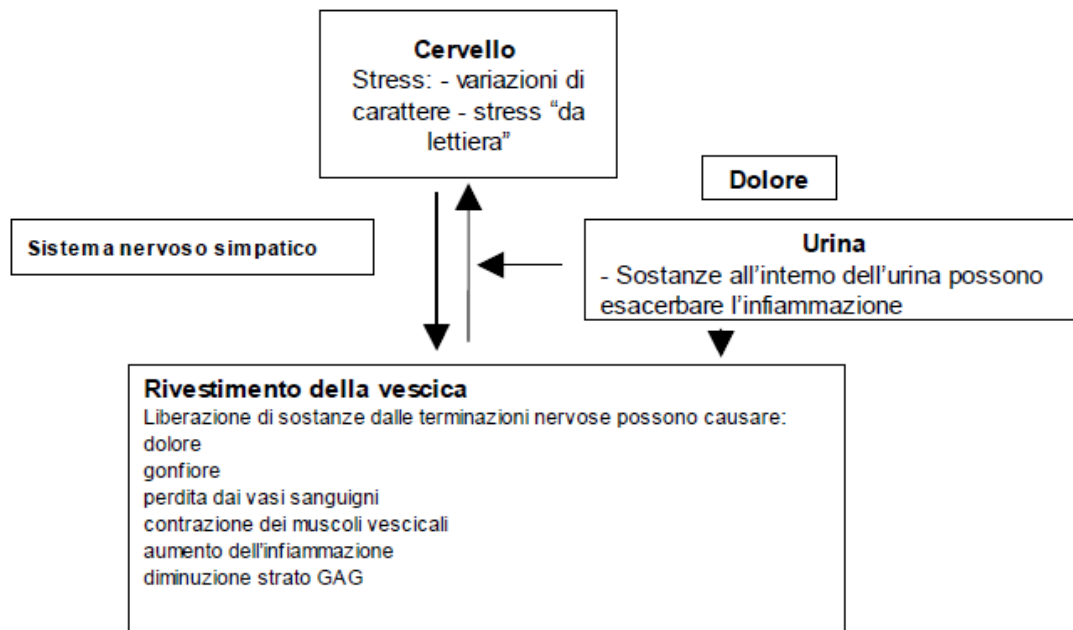 Cervello
Stress: - variazioni di
carattere - stress “da
lettiera”
Dolore
Sistema nervoso simpatico
Urina
- Sostanze all’interno dell’urina possono
esacerbare l’infiammazione
Rivestimento della vescica
Liberazione di sostanze dalle terminazioni nervose possono causare:
dolore
gonfiore
perdita dai vasi sanguigni
contrazione dei muscoli vescicali
aumento dell’infiammazione
diminuzione strato GAG